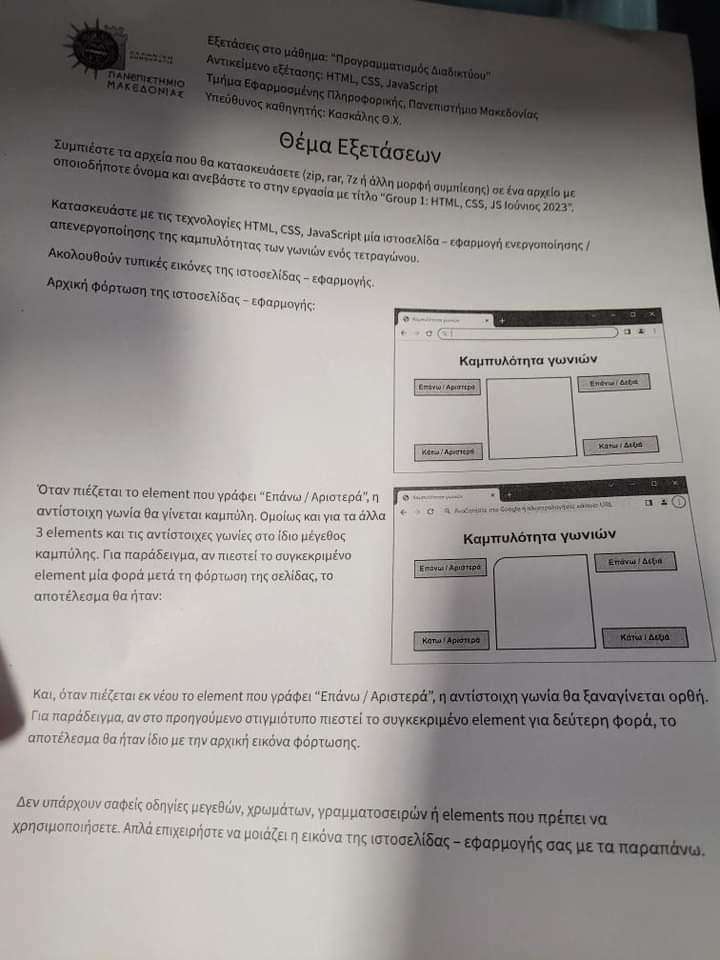 ΠΑΝΕΠΙΣΤΗΜΙΟ
ΜΑΚΕΔΟΝΙΑΣ
Εξετάσεις στο μάθημα: "Προγραμματισμός Διαδικτύου"
Αντικείμενο εξέτασης: HTML, CSS, JavaScript
Τμήμα Εφαρμοσμένης Πληροφορικής, Πανεπιστήμιο Μακεδονίας
Υπεύθυνος καθηγητής: Κασκάλης Θ.Χ.
Θέμα Εξετάσεων
Συμπιέστε τα αρχεία που θα κατασκευάσετε (zip, rar, 7z ή άλλη μορφή συμπίεσης) σε ένα αρχείο με
οποιοδήποτε όνομα και ανεβάστε το στην εργασία με τίτλο "Group 1: HTML, CSS, JS Ιούνιος 2023".
Κατασκευάστε με τις τεχνολογίες HTML, CSS, JavaScript μία ιστοσελίδα – εφαρμογή ενεργοποίησης /
απενεργοποίησης της καμπυλότητας των γωνιών ενός τετραγώνου.
Ακολουθούν τυπικές εικόνες της ιστοσελίδας – εφαρμογής.
Αρχική φόρτωση της ιστοσελίδας – εφαρμογής:
Καμπυλότητα γωνιών
Καμπυλότητα γωνιών
Επάνω / Αριστερά
Επάνω / Δεξιά
Κάτω / Αριστερά
Κάτω / Δεξιά
Όταν πιέζεται το element που γράφει "Επάνω / Αριστερά", η
αντίστοιχη γωνία θα γίνεται καμπύλη. Ομοίως και για τα άλλα
3 elements και τις αντίστοιχες γωνίες στο ίδιο μέγεθος
καμπύλης. Για παράδειγμα, αν πιεστεί το συγκεκριμένο
element μία φορά μετά τη φόρτωση της σελίδας, το
αποτέλεσμα θα ήταν:
Καμπυλότητα γωνιών
Αναζητήστε στο Google ή πληκτρολογήστε κάποιο URL
Καμπυλότητα γωνιών
Επάνω / Αριστερά
Επάνω / Δεξιά
Κάτω / Αριστερά
Κάτω / Δεξιά
Και, όταν πιέζεται εκ νέου το element που γράφει "Επάνω / Αριστερά", η αντίστοιχη γωνία θα ξαναγίνεται ορθή.
Για παράδειγμα, αν στο προηγούμενο στιγμιότυπο πιεστεί το συγκεκριμένο element για δεύτερη φορά, το
αποτέλεσμα θα ήταν ίδιο με την αρχική εικόνα φόρτωσης.
Δεν υπάρχουν σαφείς οδηγίες μεγεθών, χρωμάτων, γραμματοσειρών ή elements που πρέπει να
χρησιμοποιήσετε. Απλά επιχειρήστε να μοιάζει η εικόνα της ιστοσελίδας – εφαρμογής σας με τα παραπάνω.